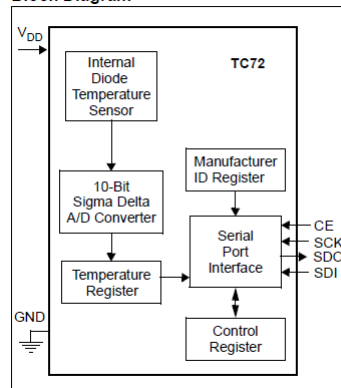 Block Diagram
VDD
Internal
Diode
Temperature
Sensor
TC72
10-Bit
Sigma Delta
A/D Converter
Manufacturer
ID Register
Temperature
Register
Serial
Port
Interface
CE
SCK
SDO
SDI
GND
Control
Register